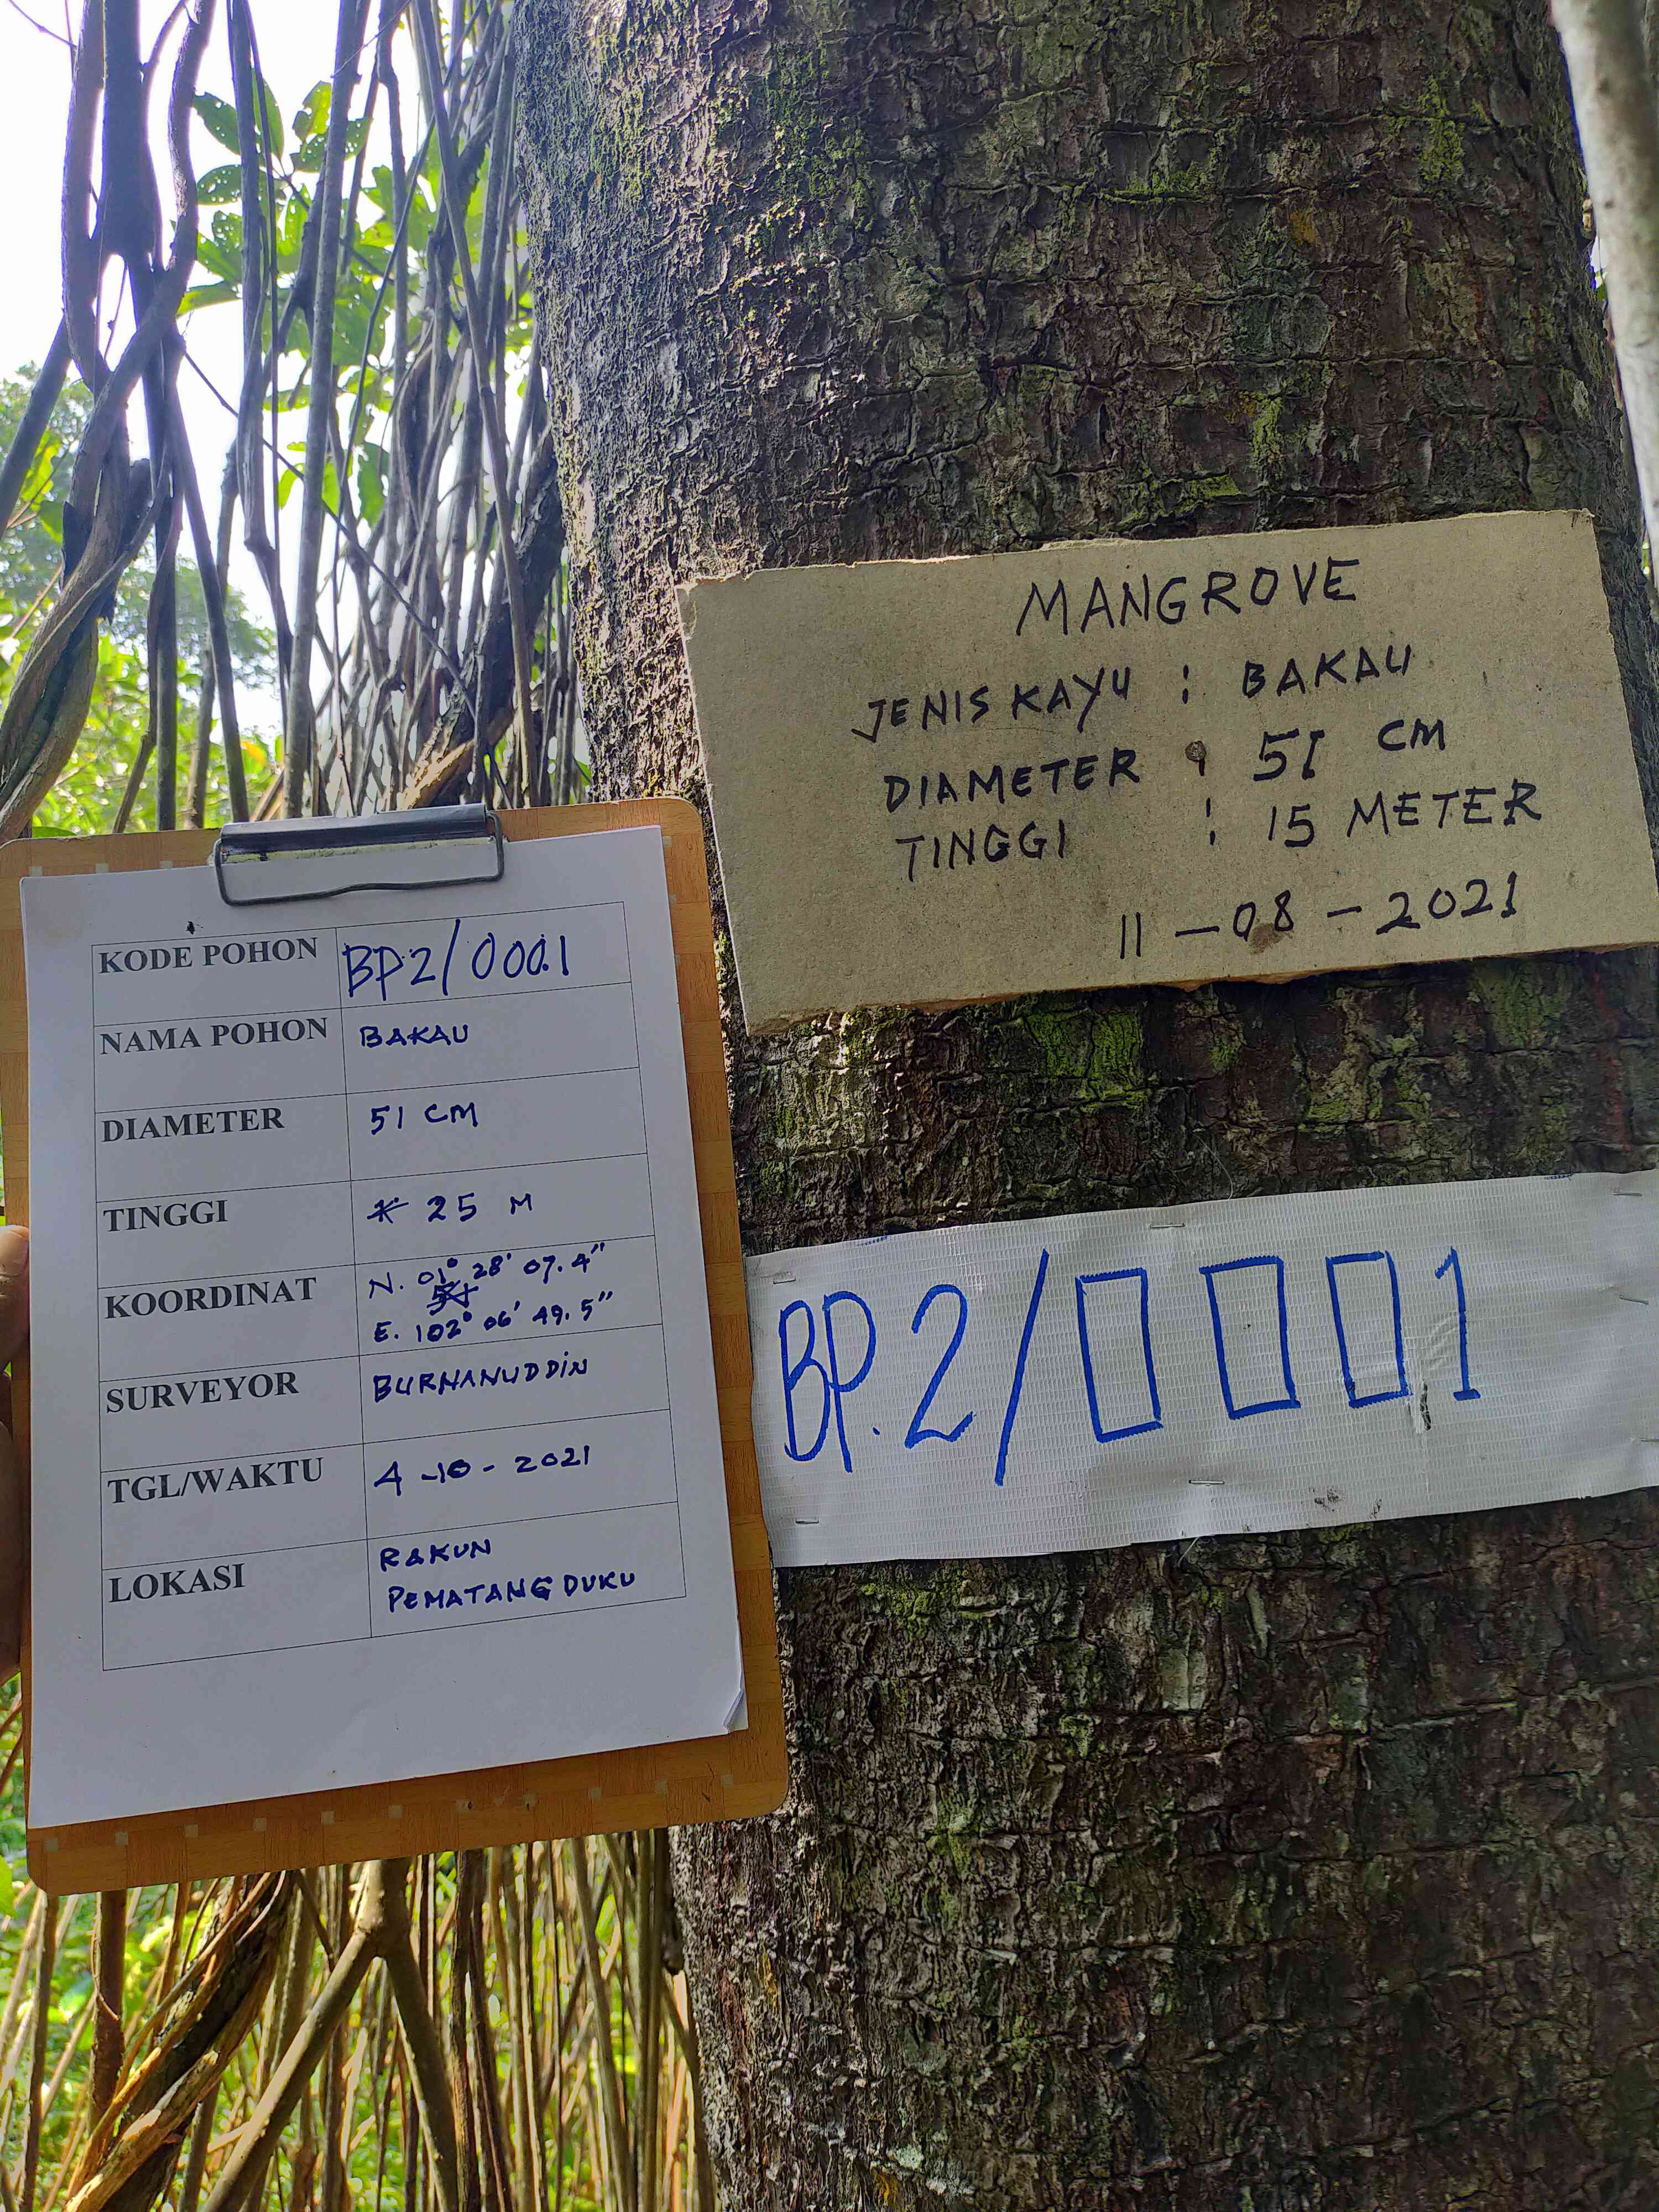 MANGROVE
JENIS KAYU : BAKAU
DIAMETER : 51 CM
TINGGI : 15 METER
11-08-2021
KODE POHON BP.2/0001
NAMA POHON BAKAU
DIAMETER 51 CM
TINGGI 25 M
KOORDINAT N. 01° 28' 07.4"
E. 102° 06' 49.5"
SURVEYOR BURHANUDDIN
TGL/WAKTU 4-10-2021
LOKASI RAKUN
PEMATANG DUKU
BP.2/0001